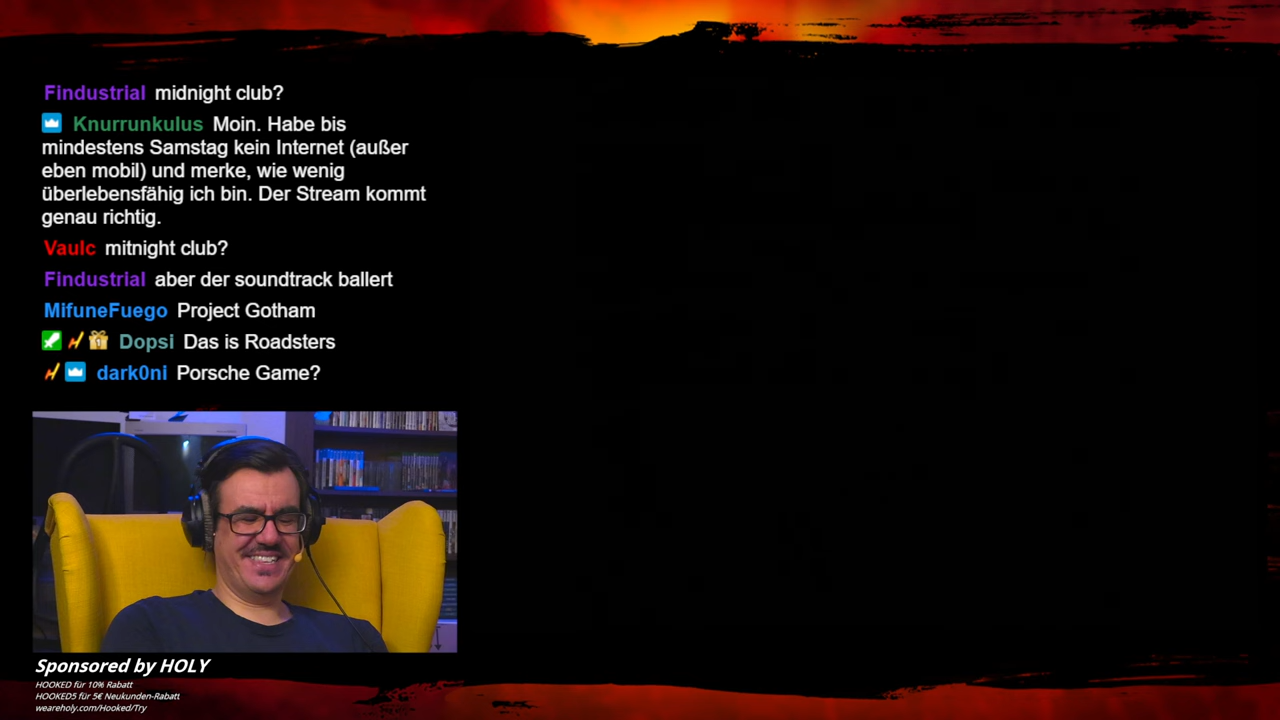 Findustrial midnight club?
Knurrunkulus Moin. Habe bis
mindestens Samstag kein Internet (außer
eben mobil) und merke, wie wenig
überlebensfähig ich bin. Der Stream kommt
genau richtig.
Vaulc mitnight club?
Findustrial aber der soundtrack ballert
MifuneFuego Project Gotham
Dopsi Das is Roadsters
dark0ni Porsche Game?
Sponsored by HOLY
HOOKED für 10% Rabatt
HOOKED5 für 5€ Neukunden-Rabatt
weareholy.com/Hooked/Try